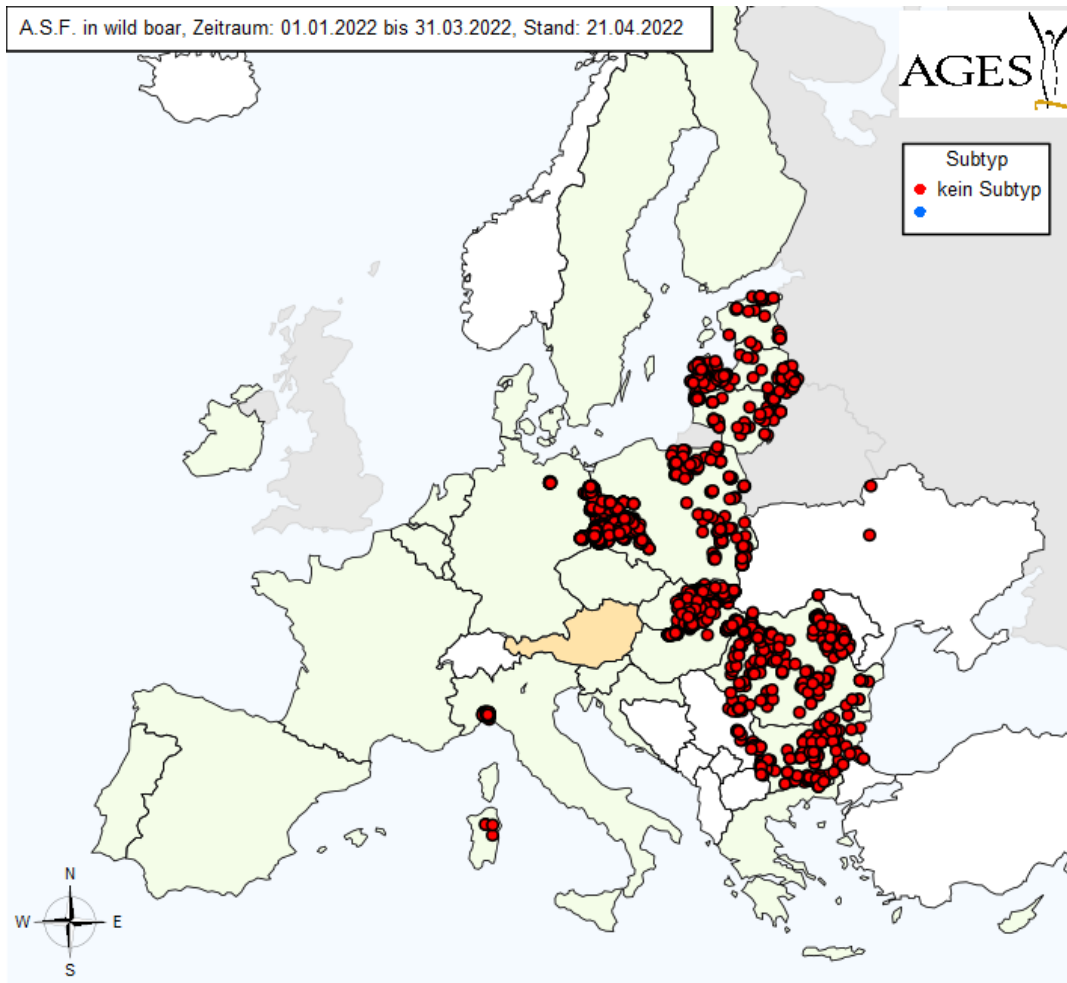 A.S.F. in wild boar, Zeitraum: 01.01.2022 bis 31.03.2022, Stand: 21.04.2022
AGES
Subtyp
kein Subtyp
N
W E
S